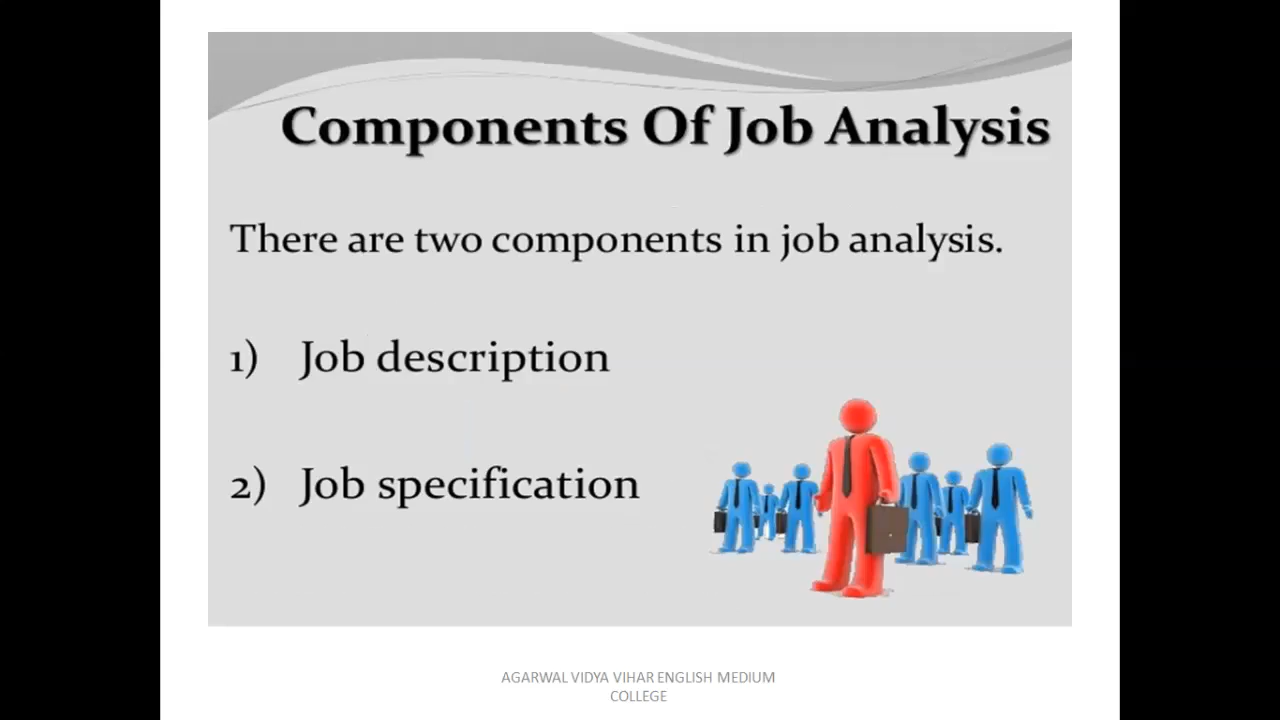 Components Of Job Analysis
There are two components in job analysis.
1) Job description
2) Job specification
AGARWAL VIDYA VIHAR ENGLISH MEDIUM
COLLEGE